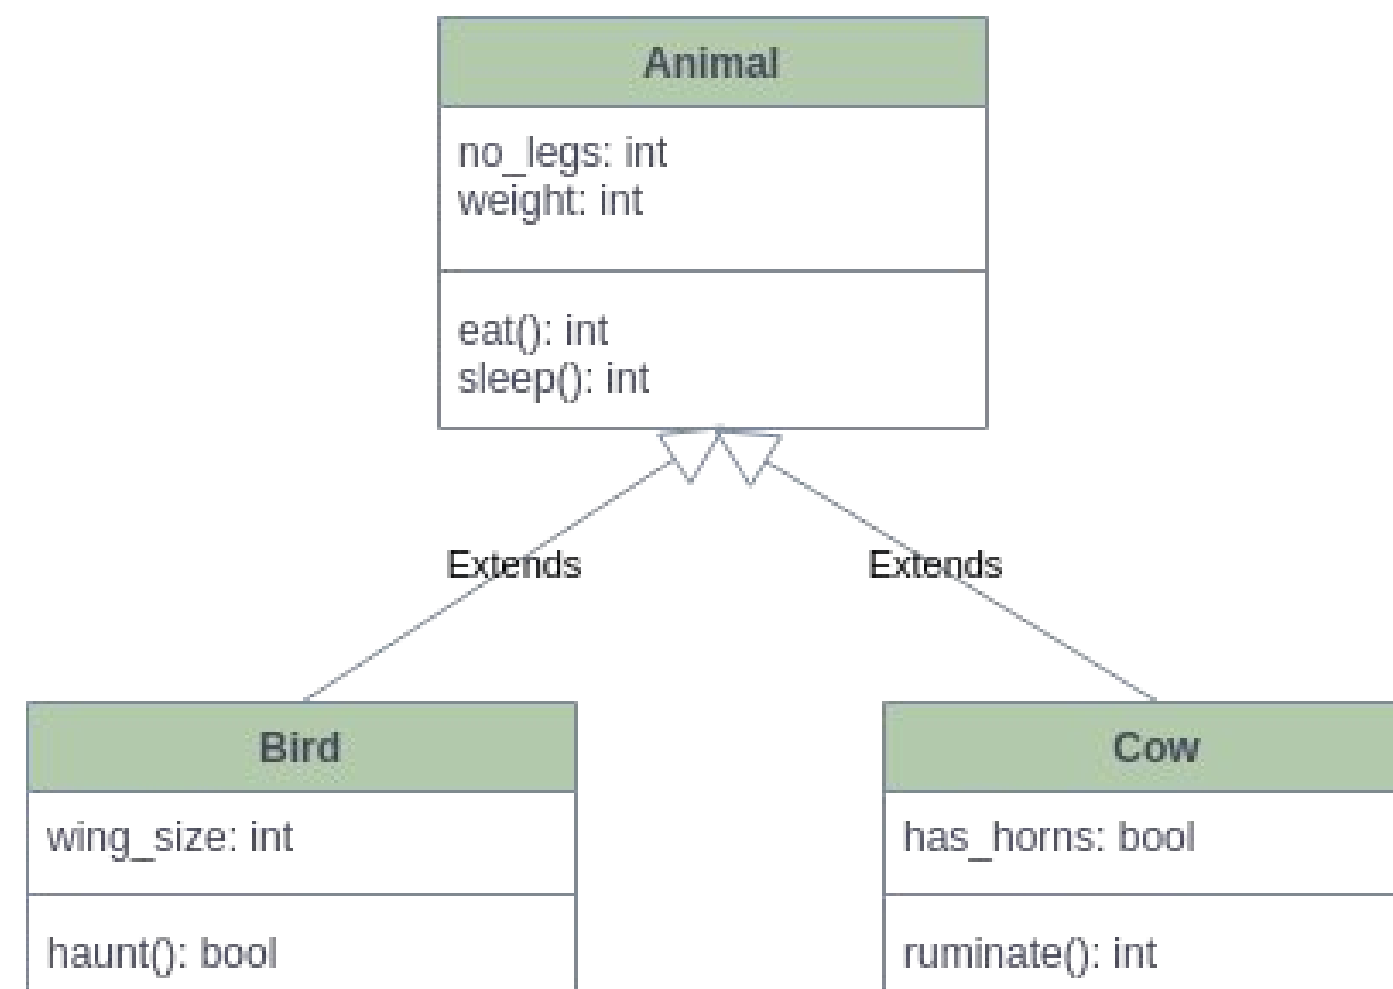 Animal
no_legs: int
weight: int
eat(): int
sleep(): int
Extends
Extends
Bird
wing_size: int
haunt(): bool
Cow
has_horns: bool
ruminate(): int